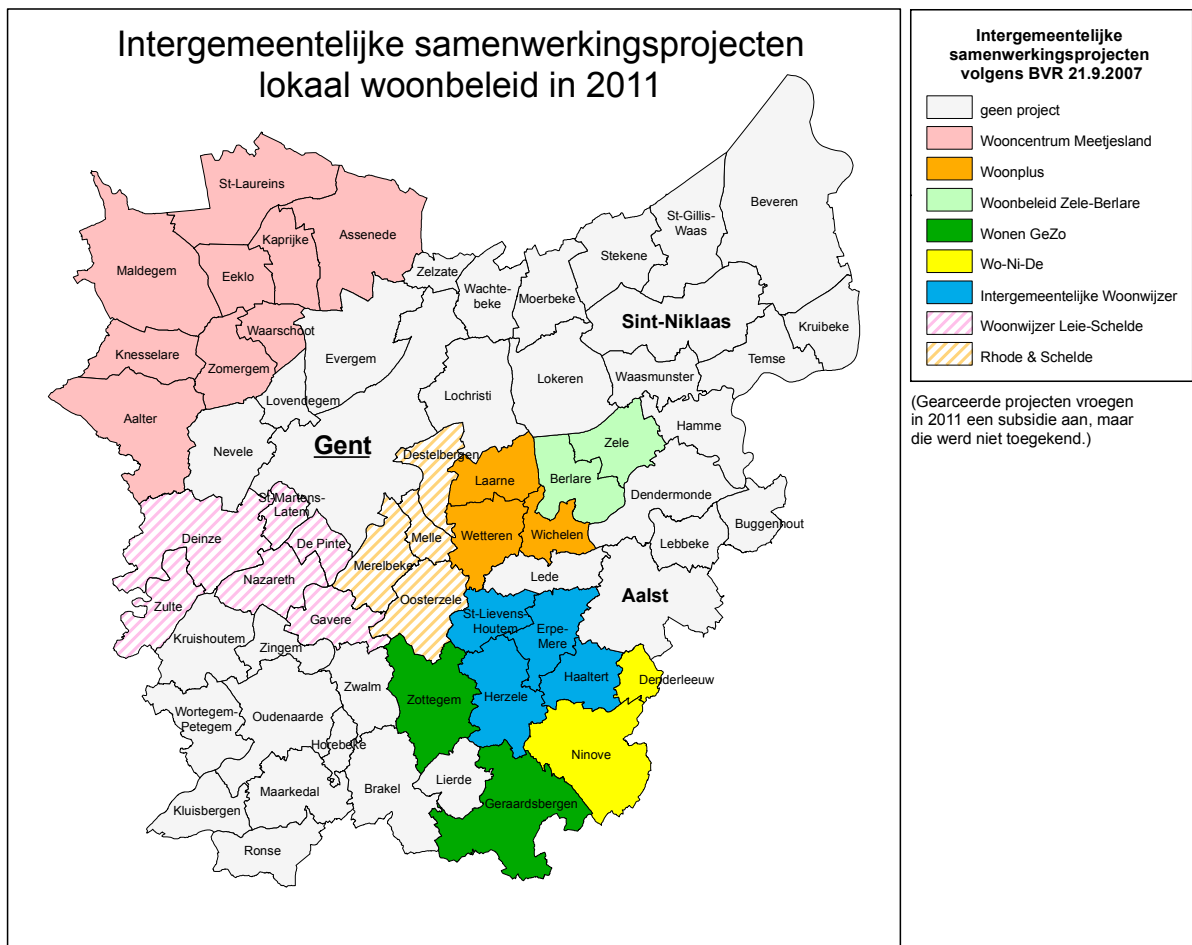 Intergemeentelijke samenwerkingsprojecten
lokaal woonbeleid in 2011
St-Laureins
Maldegem
Kaprijke
Assenede
Eeklo
Waarschoot
Knesselare
Zomergem
Aalter
Lovendegem
Nevele
Evergem
Zelzate
Wachte-
beke
Moerbeke
Stekene
St-Gillis-
Waas
Beveren
Sint-Niklaas
Kruibeke
Temse
Waasmunster
Lokeren
Lochristi
Gent
Destelbergen
Laarne
Zele
Berlare
Hamme
Dendermonde
Buggenhout
Lebbeke
Wetteren
Wichelen
Melle
Merelbeke
Oosterzele
St-Martens-
Latem
Deinze
De Pinte
Nazareth
Zulte
Gavere
Lede
Aalst
St-Lievens-
Houtem
Erpe-
Mere
Haaltert
Denderleeuw
Herzele
Ninove
Kruishoutem
Zingem
Zwalm
Zottegem
Wortegem-
Petegem
Oudenaarde
Horebeke
Brakel
Lierde
Geraardsbergen
Maarkedal
Kluisbergen
Ronse
Intergemeentelijke
samenwerkingsprojecten
volgens BVR 21.9.2007
geen project
Wooncentrum Meetjesland
Woonplus
Woonbeleid Zele-Berlare
Wonen GeZo
Wo-Ni-De
Intergemeentelijke Woonwijzer
Woonwijzer Leie-Schelde
Rhode & Schelde
(Gearceerde projecten vroegen
in 2011 een subsidie aan, maar
die werd niet toegekend.)